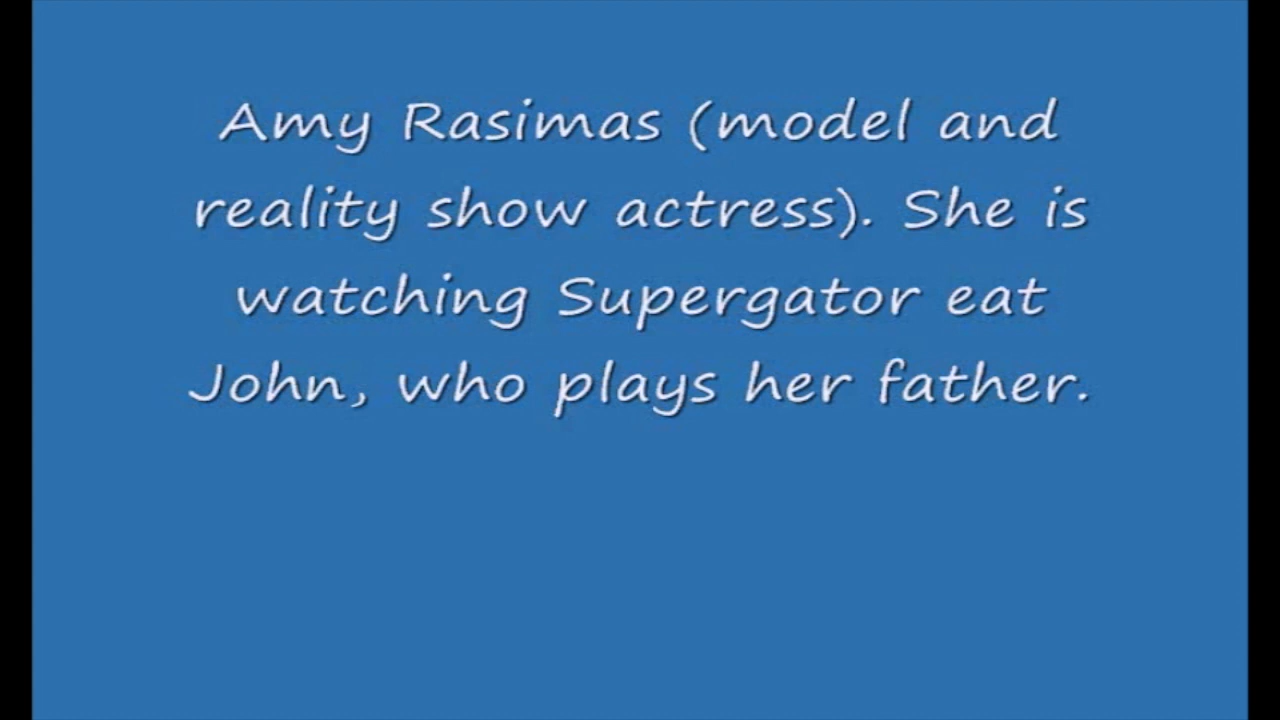 Amy Rasimas (model and
reality show actress). She is
watching Supergator eat
John, who plays her father.